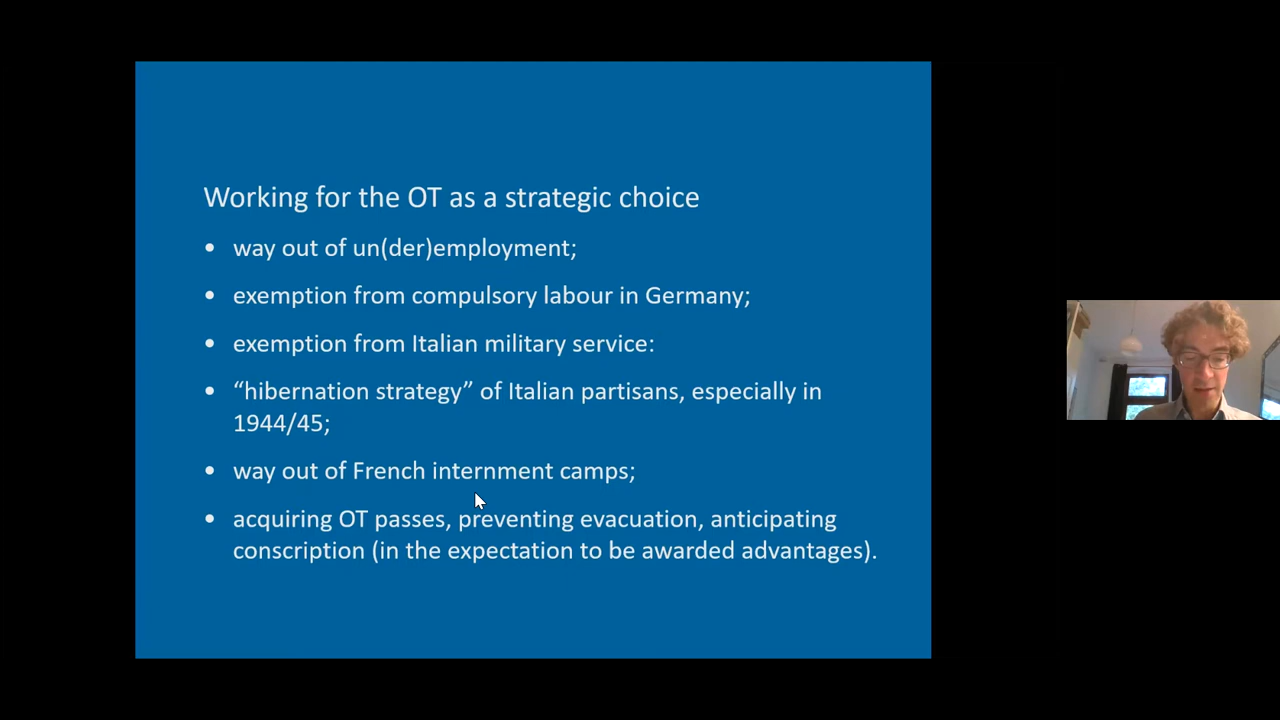 Working for the OT as a strategic choice
• way out of un(der)employment;
• exemption from compulsory labour in Germany;
• exemption from Italian military service:
• “hibernation strategy” of Italian partisans, especially in
1944/45;
• way out of French internment camps;
• acquiring OT passes, preventing evacuation, anticipating
conscription (in the expectation to be awarded advantages).